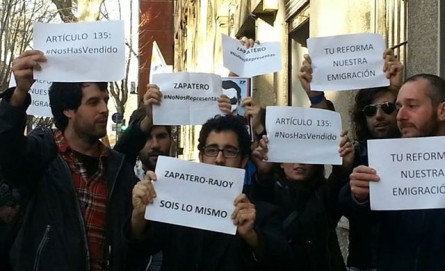 ARTÍCULO 135:
#NosHasVendido
ZAPATERO
#NoNosRepresentas
ZAPATERO
TU REFORMA
NUESTRA
EMIGRACIÓN
ARTÍCULO 135:
#NosHasVendido
ZAPATERO-RAJOY
SOIS LO MISMO
TU REFORMA
NUESTRA
EMIGRACIÓN